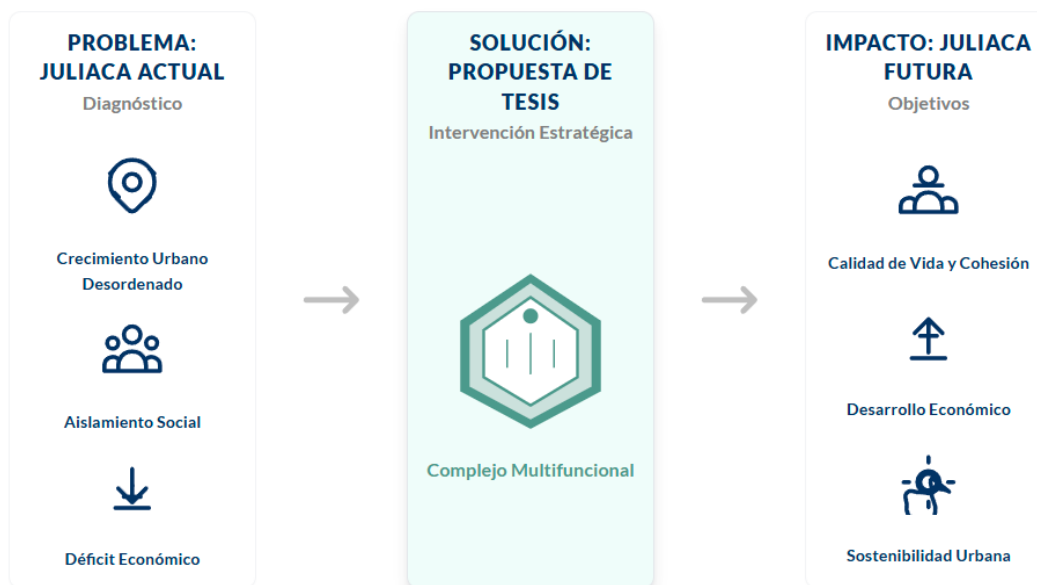 PROBLEMA:
JULIACA ACTUAL
Diagnóstico
Crecimiento Urbano
Desordenado
Aislamiento Social
Déficit Económico
SOLUCIÓN:
PROPUESTA DE
TESIS
Intervención Estratégica
Complejo Multifuncional
IMPACTO: JULIACA
FUTURA
Objetivos
Calidad de Vida y Cohesión
Desarrollo Económico
Sostenibilidad Urbana